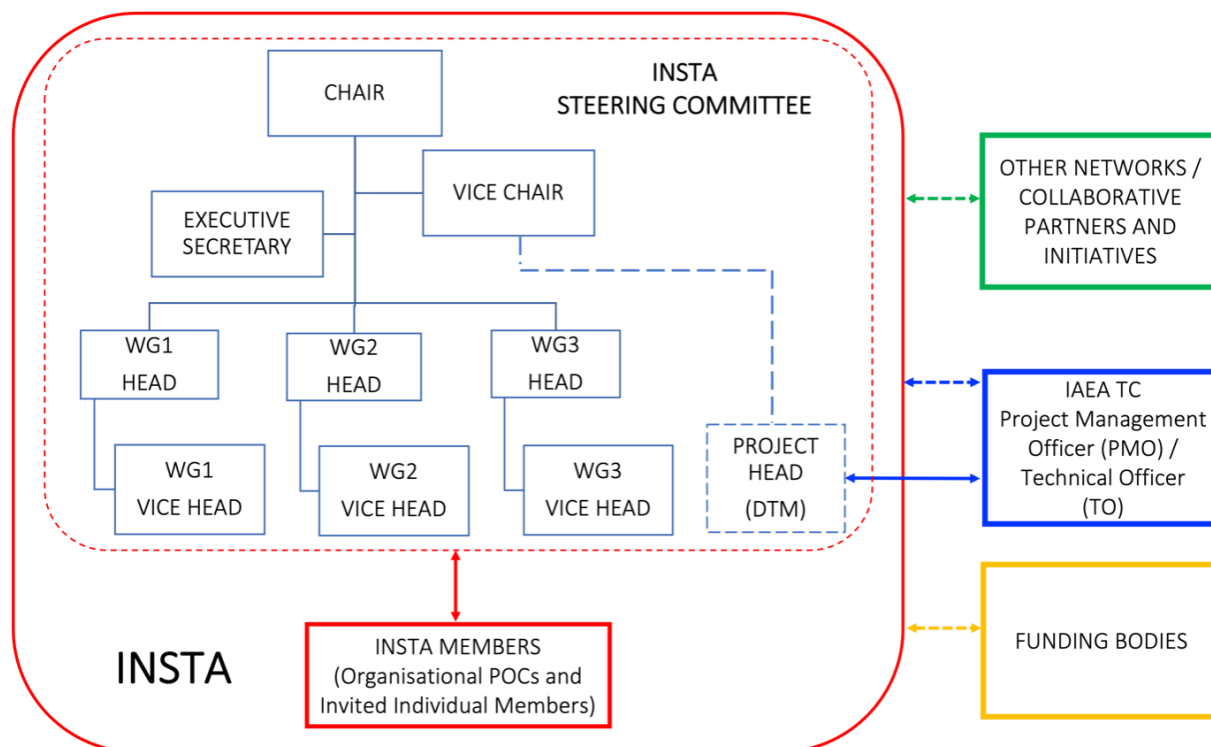 CHAIR
INSTA
STEERING COMMITTEE
VICE CHAIR
EXECUTIVE
SECRETARY
WG1
HEAD
WG2
HEAD
WG3
HEAD
WG1
VICE HEAD
WG2
VICE HEAD
WG3
VICE HEAD
PROJECT
HEAD
(DTM)
INSTA
INSTA MEMBERS
(Organisational POCs and
Invited Individual Members)
OTHER NETWORKS /
COLLABORATIVE
PARTNERS AND
INITIATIVES
IAEA TC
Project Management
Officer (PMO) /
Technical Officer
(TO)
FUNDING BODIES